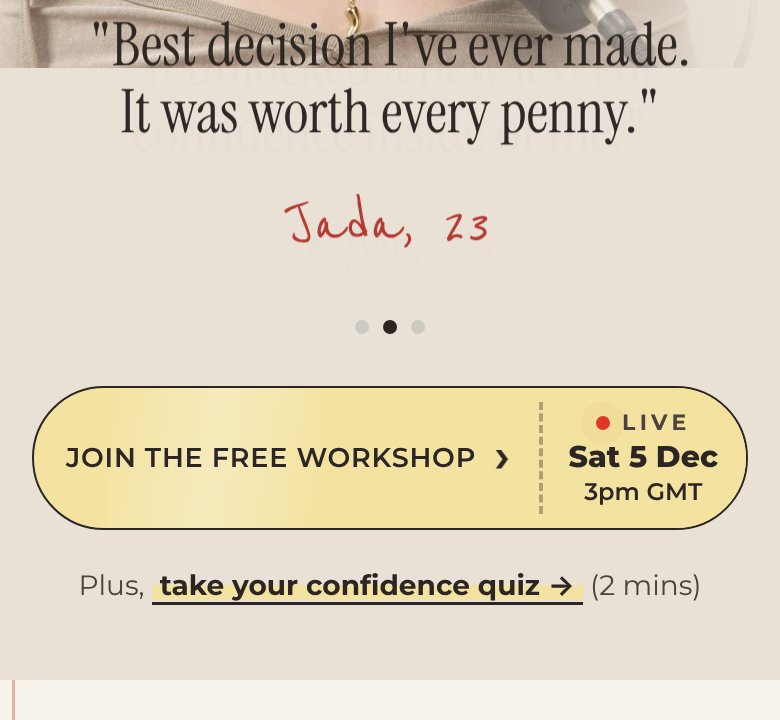 "Best decision I've ever made.
It was worth every penny."
Jada, 23
JOIN THE FREE WORKSHOP ›
LIVE
Sat 5 Dec
3pm GMT
Plus, take your confidence quiz → (2 mins)